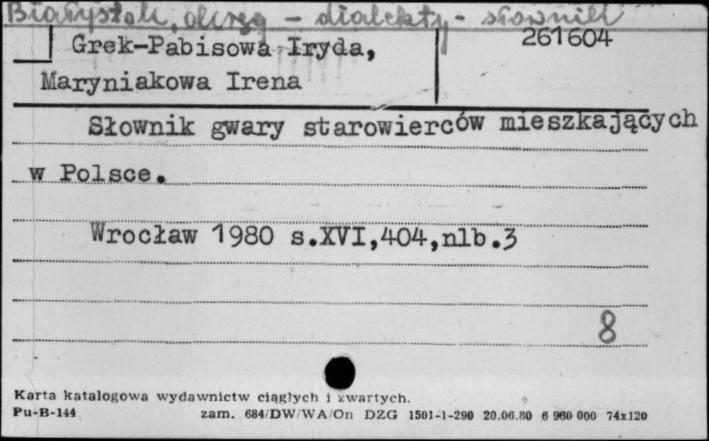 Białystok, okręg - dialekty - słownik
Grek-Pabisowa Iryda, 261604
Maryniakowa Irena
Słownik gwary starowierców mieszkających
w Polsce.
Wrocław 1980 s.XVI,404,nlb.3
8
Karta katalogowa wydawnictw ciągłych i zwartych.
Pu-B-144 zam. 684/DW/WA/On DZG 1501-1-290 20.06.80 6 960 000 74x120